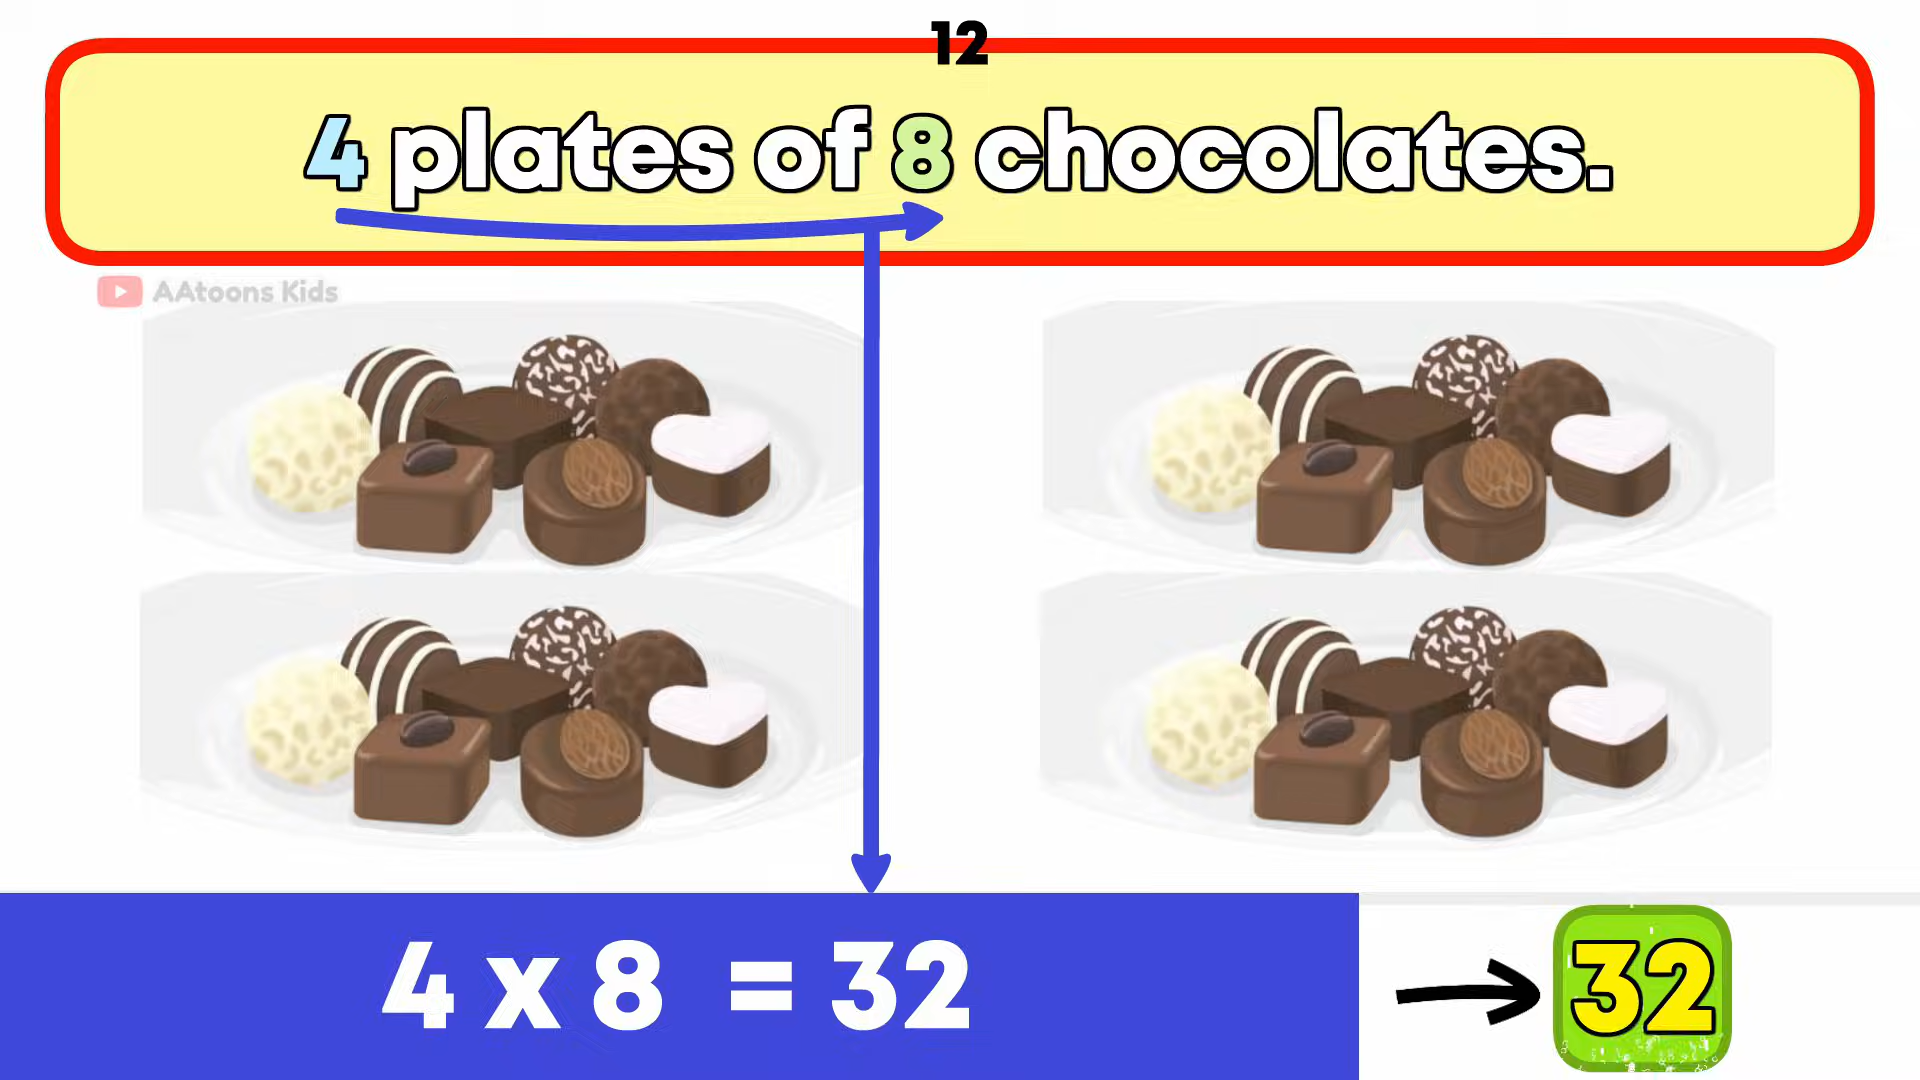 12
4 plates of 8 chocolates.
AAtoons Kids
4 x 8 = 32
32